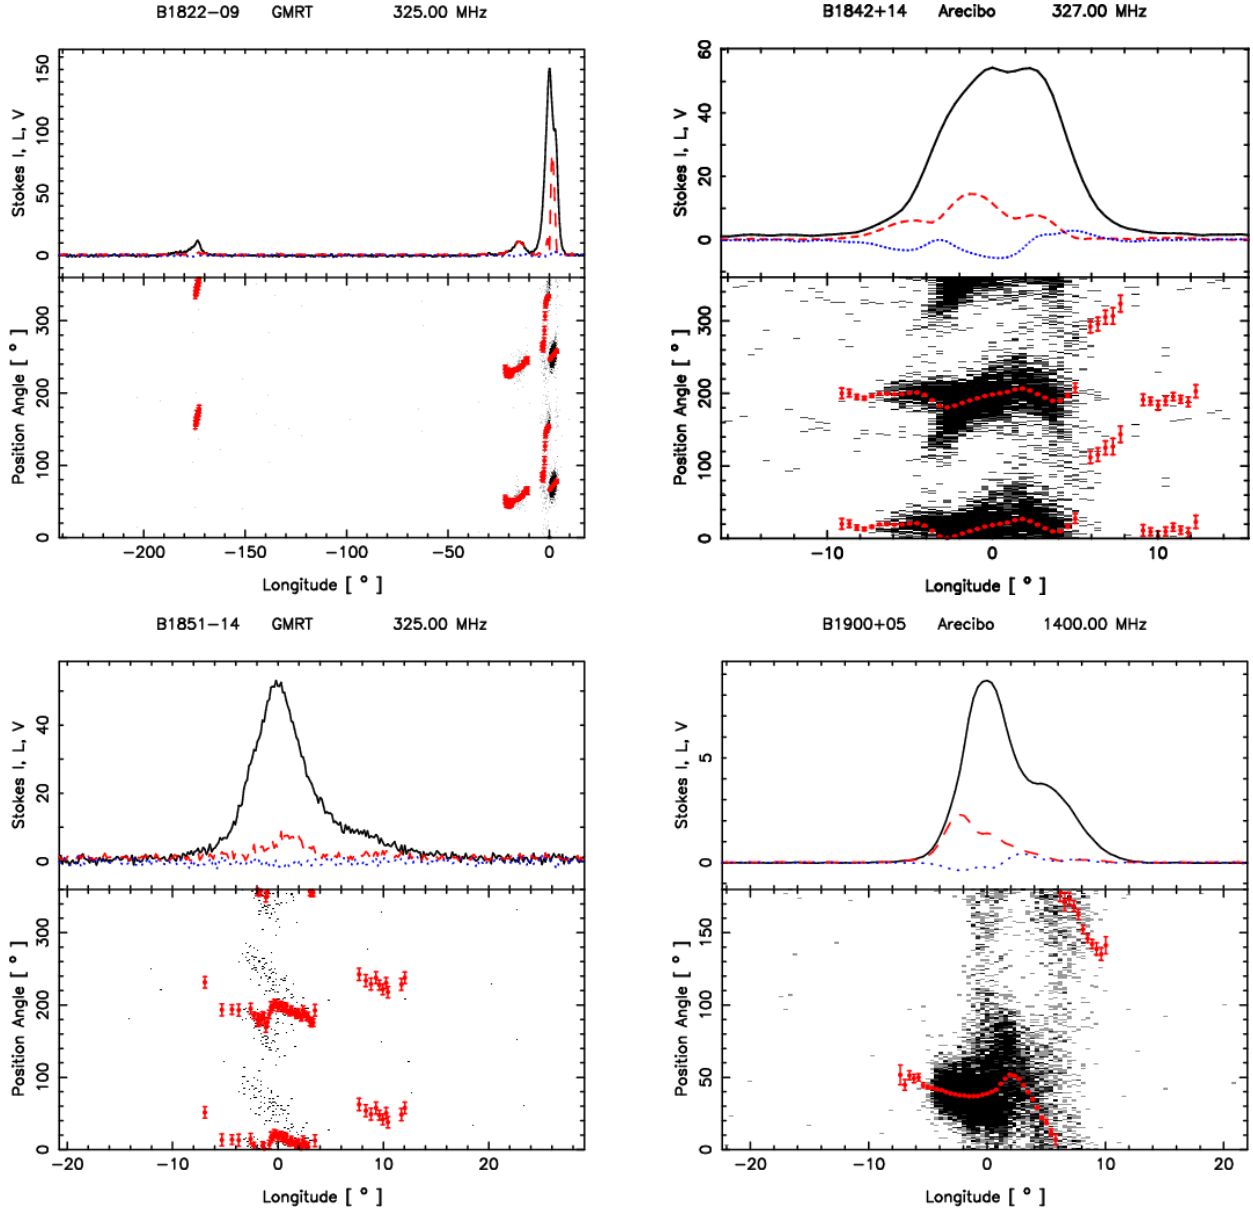 B1822−09 GMRT 325.00 MHz
Stokes I, L, V
150
100
50
0
Position Angle [ ° ]
300
200
100
0
−200 −150 −100 −50 0
Longitude [ ° ]
B1842+14 Arecibo 327.00 MHz
Stokes I, L, V
60
40
20
0
Position Angle [ ° ]
300
200
100
0
−10 0 10
Longitude [ ° ]
B1851−14 GMRT 325.00 MHz
Stokes I, L, V
40
20
0
Position Angle [ ° ]
300
200
100
0
−20 −10 0 10 20
Longitude [ ° ]
B1900+05 Arecibo 1400.00 MHz
Stokes I, L, V
5
0
Position Angle [ ° ]
150
100
50
0
−20 −10 0 10 20
Longitude [ ° ]